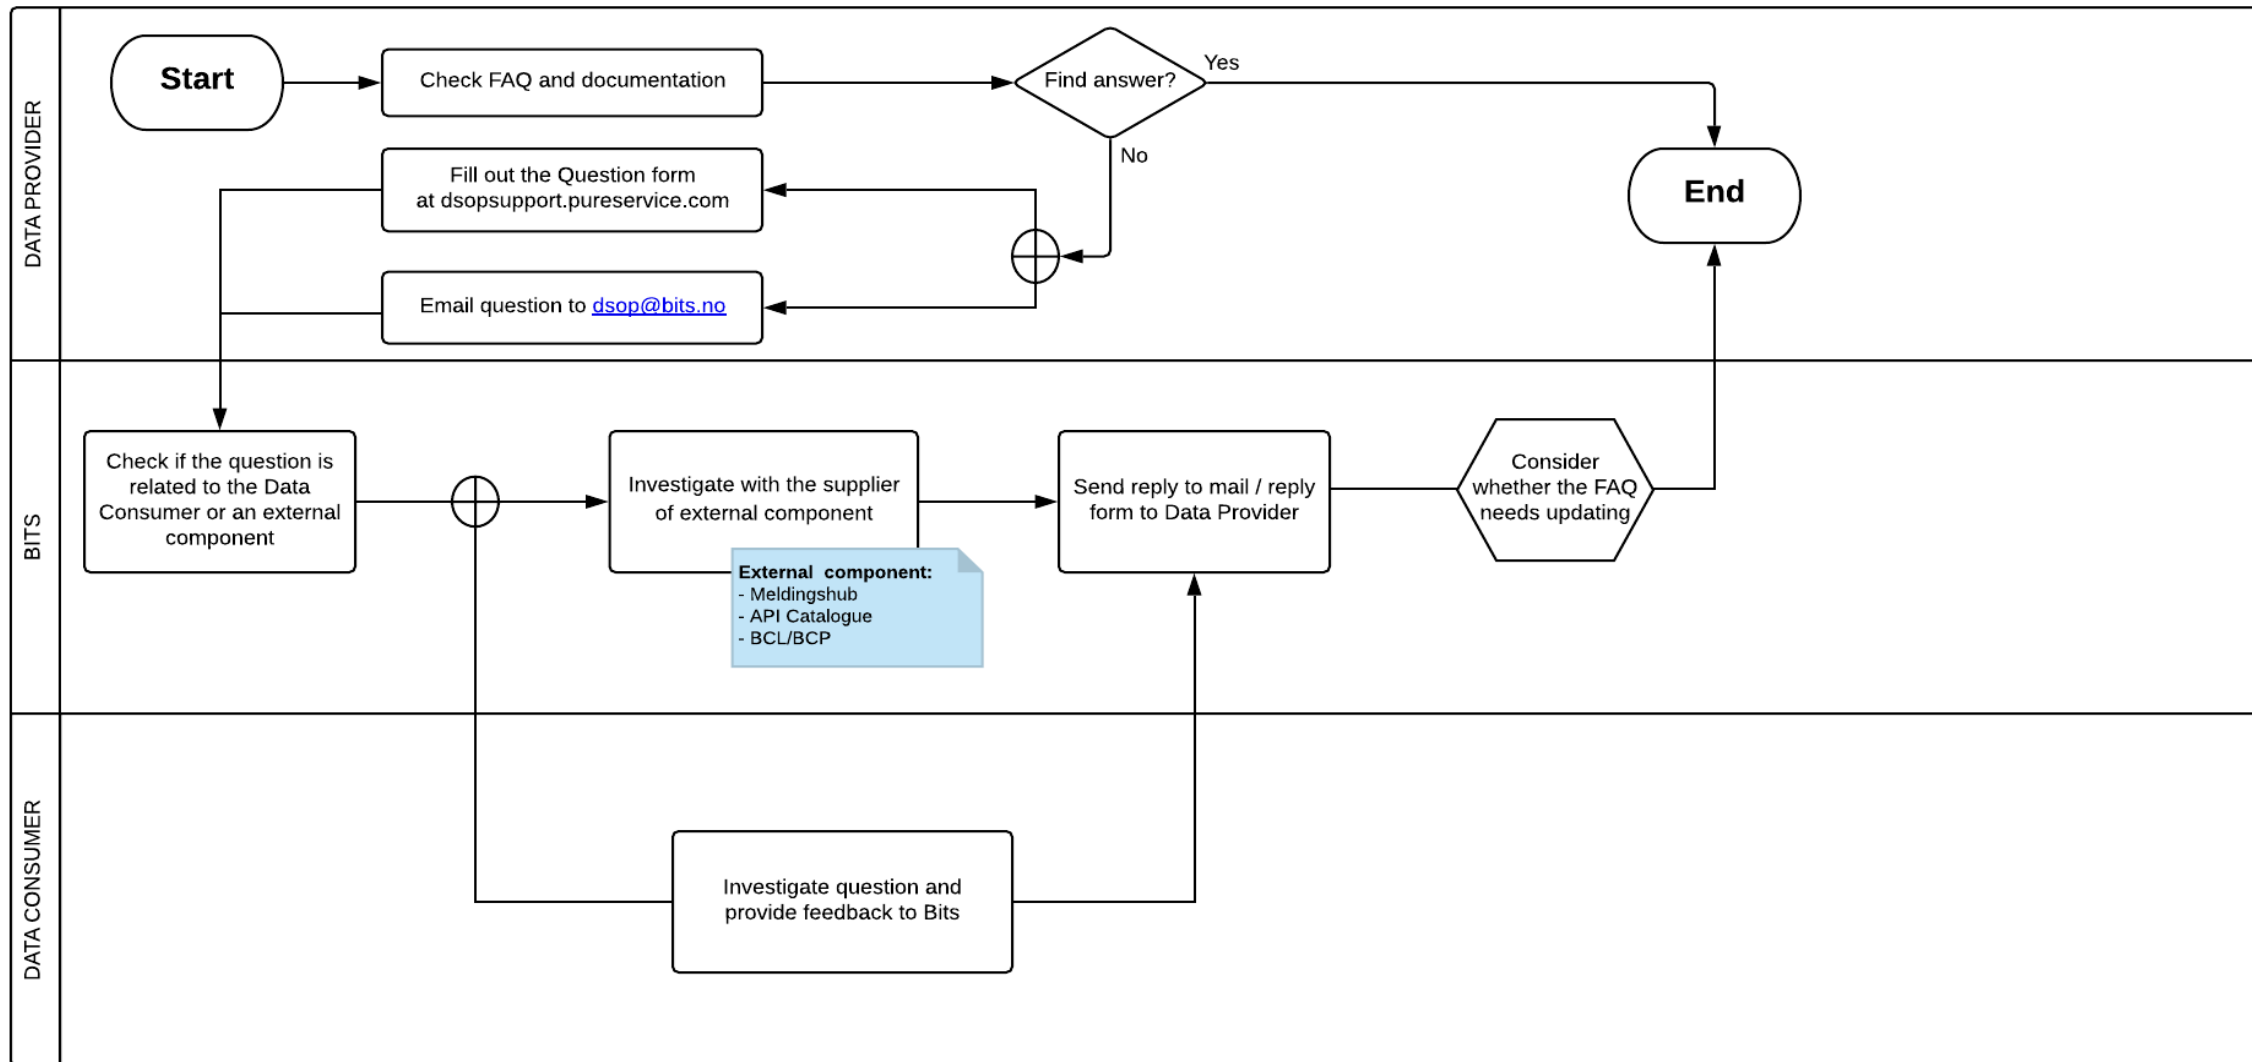 DATA PROVIDER
Start
Check FAQ and documentation
Find answer?
Yes
No
Fill out the Question form
at dsopsupport.pureservice.com
Email question to dsop@bits.no
End
BITS
Check if the question is
related to the Data
Consumer or an external
component
Investigate with the supplier
of external component
External component:
- Meldingshub
- API Catalogue
- BCL/BCP
Send reply to mail / reply
form to Data Provider
Consider
whether the FAQ
needs updating
DATA CONSUMER
Investigate question and
provide feedback to Bits